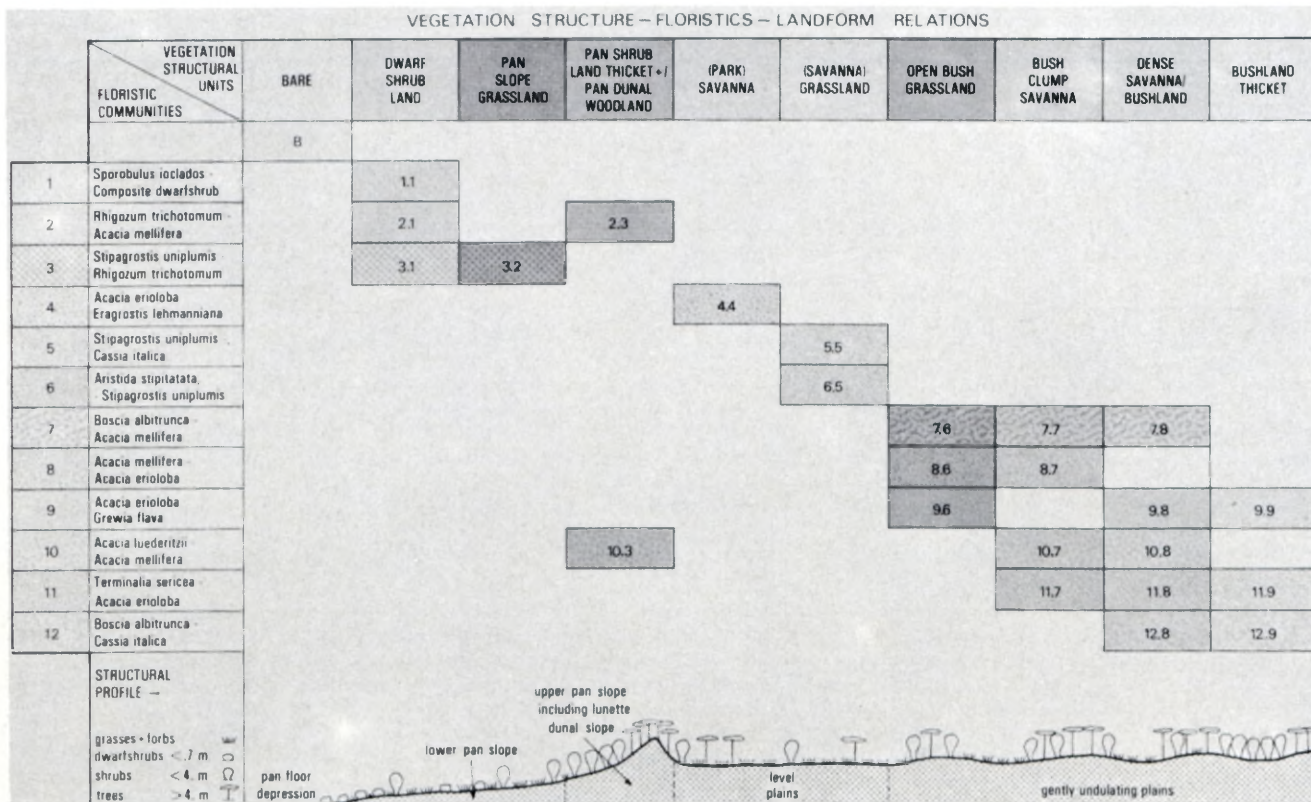 VEGETATION STRUCTURE – FLORISTICS – LANDFORM RELATIONS
VEGETATION
STRUCTURAL
UNITS
FLORISTIC
COMMUNITIES
BARE
DWARF
SHRUB
LAND
PAN
SLOPE
GRASSLAND
PAN SHRUB
LAND THICKET +/
PAN DUNAL
WOODLAND
(PARK)
SAVANNA
(SAVANNA)
GRASSLAND
OPEN BUSH
GRASSLAND
BUSH
CLUMP
SAVANNA
DENSE
SAVANNA/
BUSHLAND
BUSHLAND
THICKET
B
1 Sporobulus ioclados - 1.1
Composite dwarfshrub
2 Rhigozum trichotomum - 2.1 2.3
Acacia mellifera
3 Stipagrostis uniplumis - 3.1 3.2
Rhigozum trichotomum
4 Acacia erioloba - 4.4
Eragrostis lehmanniana
5 Stipagrostis uniplumis - 5.5
Cassia italica
6 Aristida stipitatata, 6.5
Stipagrostis uniplumis
7 Boscia albitrunca - 7.6 7.7 7.8
Acacia mellifera
8 Acacia mellifera - 8.6 8.7
Acacia erioloba
9 Acacia erioloba - 9.6 9.8 9.9
Grewia flava
10 Acacia luederitzii - 10.3 10.7 10.8
Acacia mellifera
11 Terminalia sericea - 11.7 11.8 11.9
Acacia erioloba
12 Boscia albitrunca - 12.8 12.9
Cassia italica
STRUCTURAL
PROFILE –
grasses + forbs
dwarfshrubs < .7 m
shrubs < 4. m
trees > 4. m
pan floor
depression
lower pan slope
upper pan slope
including lunette
dunal slope
level
plains
gently undulating plains